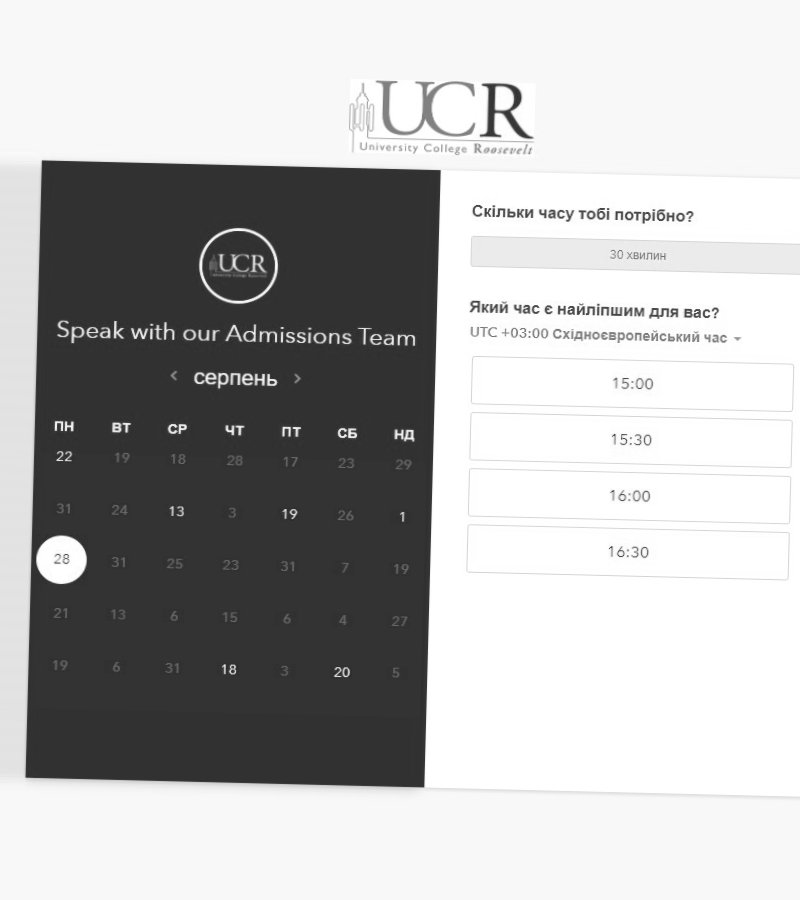 UCR
University College Roosevelt
UCR
Speak with our Admissions Team
серпень
ПН ВТ СР ЧТ ПТ СБ НД
22 19 18 28 17 23 29
31 24 13 3 19 26 1
28 31 25 23 31 7 19
21 13 6 15 6 4 27
19 6 31 18 3 20 5
Скільки часу тобі потрібно?
30 хвилин
Який час є найліпшим для вас?
UTC +03:00 Східноєвропейський час
15:00
15:30
16:00
16:30